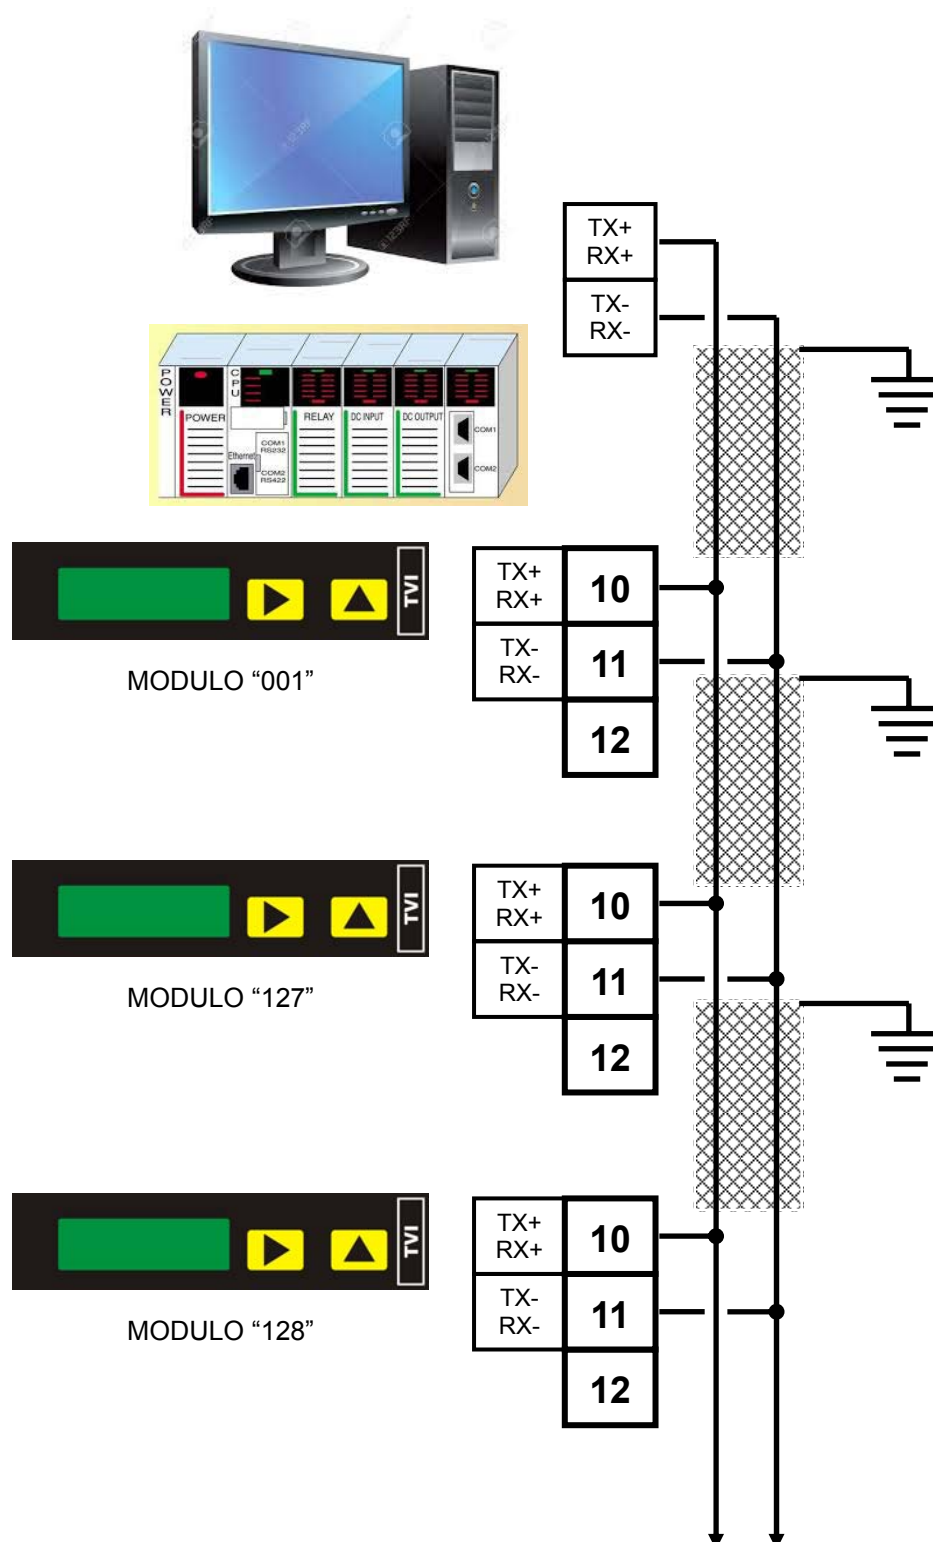 TX+
RX+
TX-
RX-
POWER
CPU
POWER
RELAY
DC INPUT
DC OUTPUT
COM1
RS232
Ethernet
COM2
RS422
COM1
COM2
TVI
MODULO “001”
TX+
RX+
10
TX-
RX-
11
12
TVI
MODULO “127”
TX+
RX+
10
TX-
RX-
11
12
TVI
MODULO “128”
TX+
RX+
10
TX-
RX-
11
12